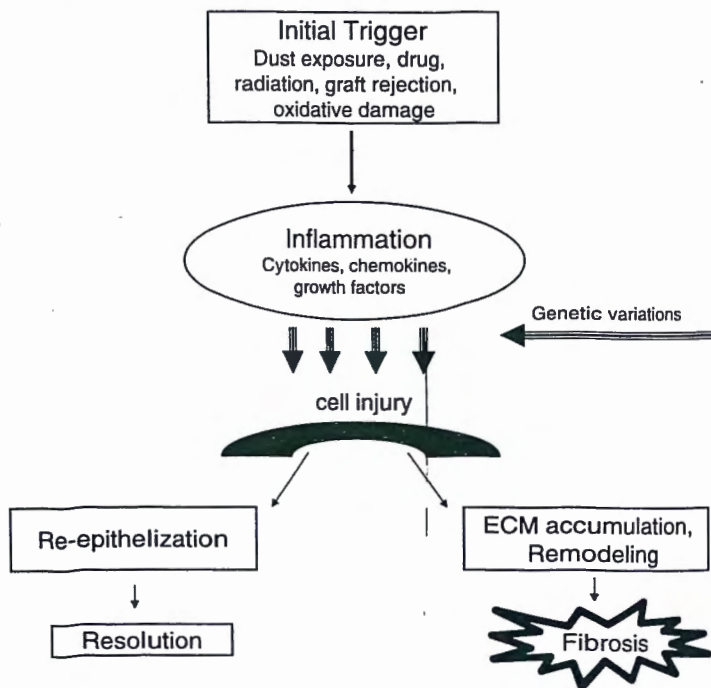 Initial Trigger
Dust exposure, drug,
radiation, graft rejection,
oxidative damage
Inflammation
Cytokines, chemokines,
growth factors
Genetic variations
cell injury
Re-epithelization
ECM accumulation,
Remodeling
Resolution
Fibrosis